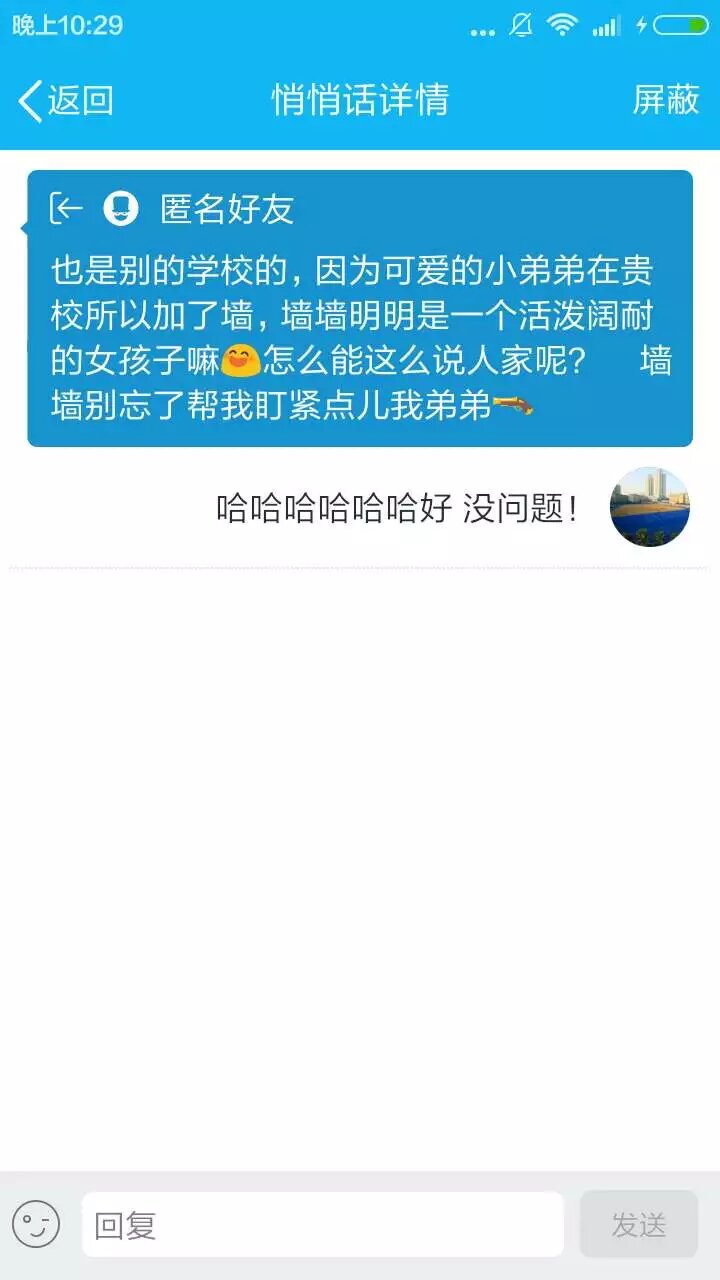 晚上10:29
返回
悄悄话详情
屏蔽
匿名好友
也是别的学校的，因为可爱的小弟弟在贵
校所以加了墙，墙墙明明是一个活泼阔耐
的女孩子嘛😄怎么能这么说人家呢？ 墙
墙别忘了帮我盯紧点儿我弟弟
哈哈哈哈哈哈好 没问题！
回复
发送